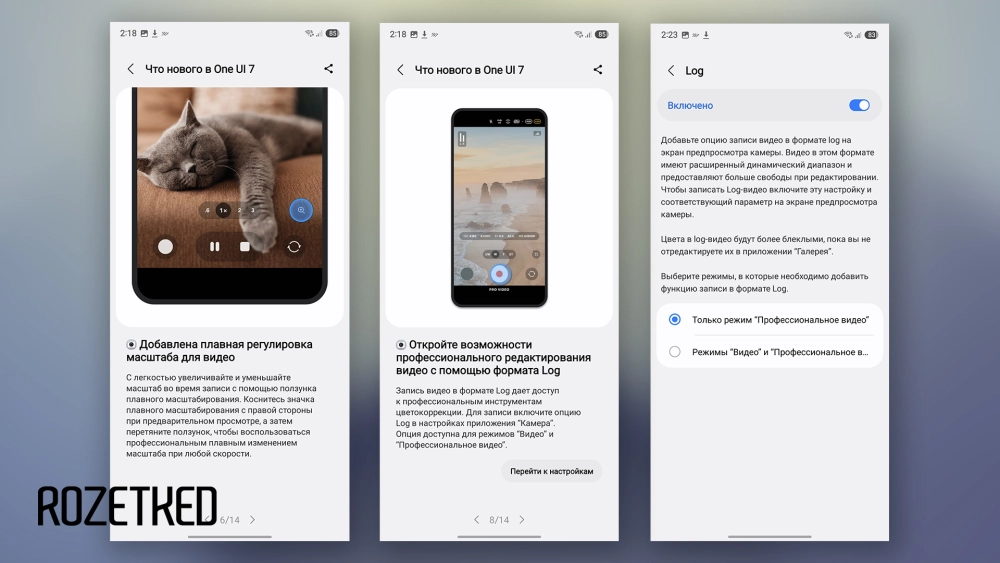 2:18
85
Что нового в One UI 7
.6 1× 2 3
Добавлена плавная регулировка
масштаба для видео
С легкостью увеличивайте и уменьшайте
масштаб во время записи с помощью ползунка
плавного масштабирования. Коснитесь значка
плавного масштабирования с правой стороны
при предварительном просмотре, а затем
перетяните ползунок, чтобы воспользоваться
профессиональным плавным изменением
масштаба при любой скорости.
ROZETKED
6/14
2:18
85
Что нового в One UI 7
PRO VIDEO
Откройте возможности
профессионального редактирования
видео с помощью формата Log
Запись видео в формате Log дает доступ
к профессиональным инструментам
цветокоррекции. Для записи включите опцию
Log в настройках приложения “Камера”.
Опция доступна для режимов “Видео” и
“Профессиональное видео”.
Перейти к настройкам
8/14
2:23
83
Log
Включено
Добавьте опцию записи видео в формате log на
экран предпросмотра камеры. Видео в этом формате
имеют расширенный динамический диапазон и
предоставляют больше свободы при редактировании.
Чтобы записать Log-видео включите эту настройку и
соответствующий параметр на экране предпросмотра
камеры.
Цвета в log-видео будут более блеклыми, пока вы не
отредактируете их в приложении “Галерея”.
Выберите режимы, в которые необходимо добавить
функцию записи в формате Log.
Только режим “Профессиональное видео”
Режимы “Видео” и “Профессиональное в...